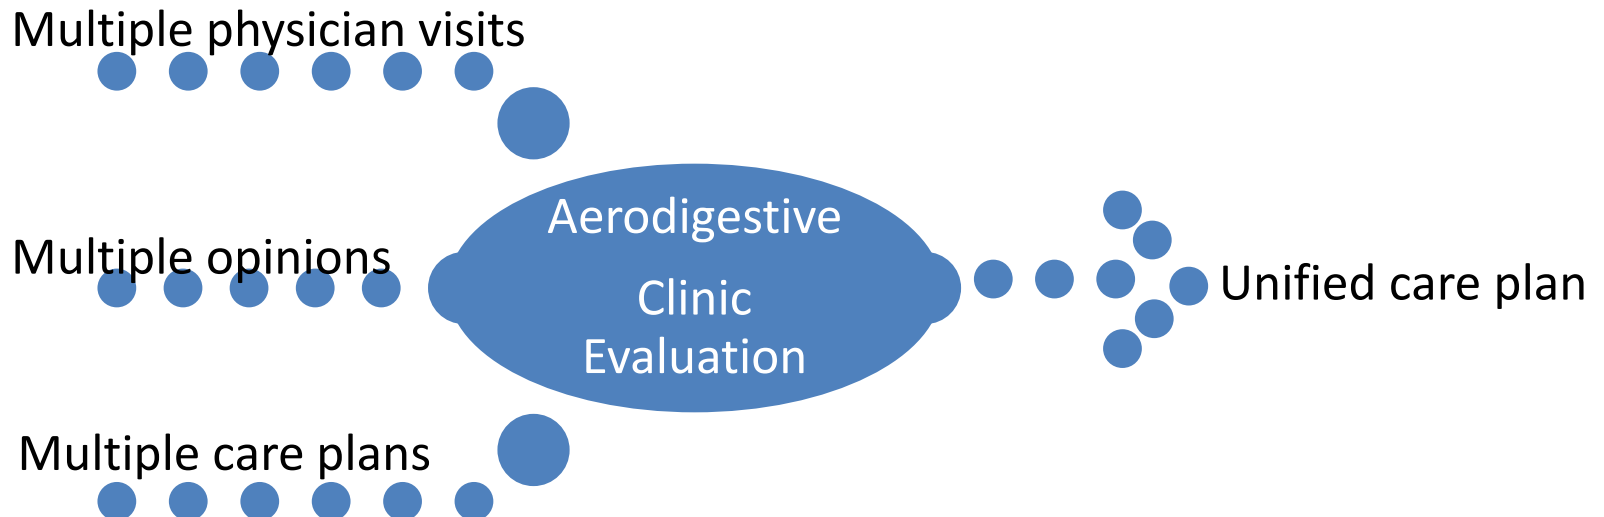 Multiple physician visits
Multiple opinions
Multiple care plans
Aerodigestive
Clinic
Evaluation
Unified care plan